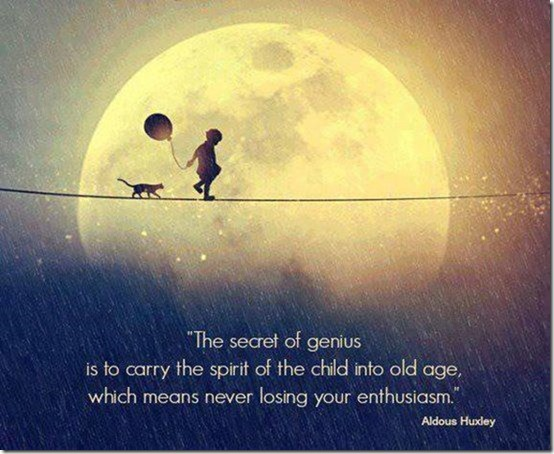 "The secret of genius
is to carry the spirit of the child into old age,
which means never losing your enthusiasm."
Aldous Huxley